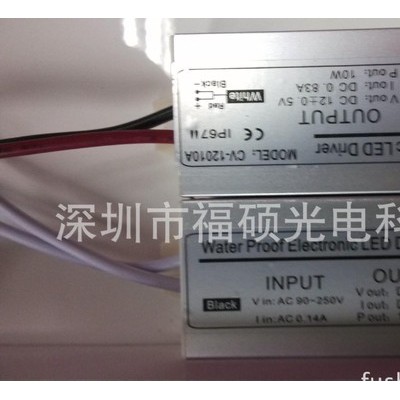 P out: 10W
I out: DC 0.83A
V out: DC 12±0.5V
OUTPUT
Black-
Red +
White
CE IP67
MODEL: CV-12010A
c LED Driver
深圳市福硕光电科
Water Proof Electronic LED D
INPUT
OU
Black
V in: AC 90~250V
I in: AC 0.14A
V out:
I out:
P out:
fush